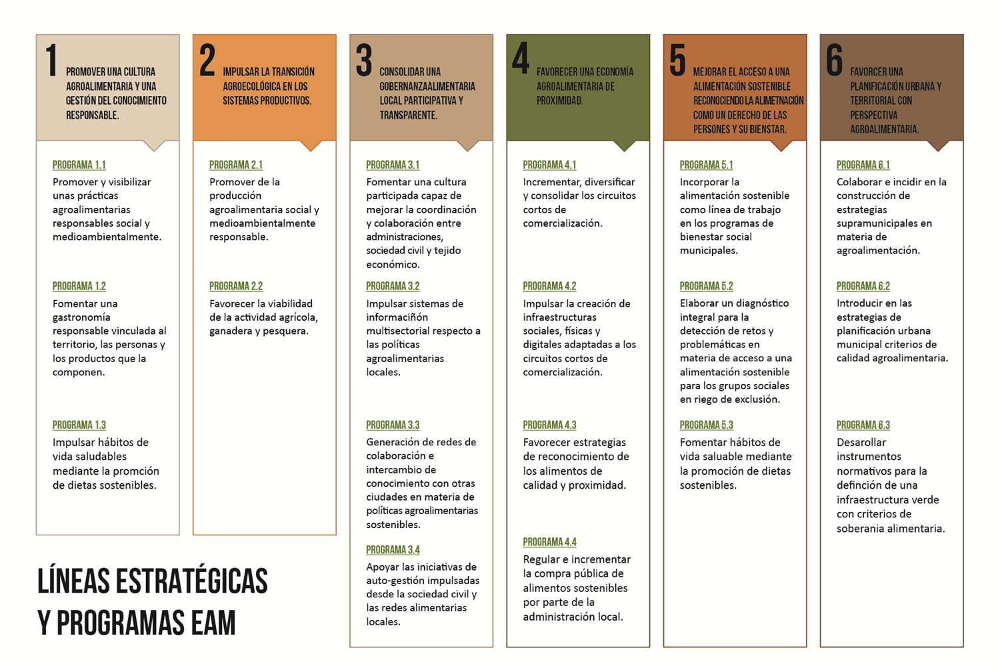 1
PROMOVER UNA CULTURA
AGROALIMENTARIA Y UNA
GESTIÓN DEL CONOCIMIENTO
RESPONSABLE.
PROGRAMA 1.1
Promover y visibilizar
unas prácticas
agroalimentarias
responsables social y
medioambientalmente.
PROGRAMA 1.2
Fomentar una
gastronomía
responsable vinculada al
territorio, las personas y
los productos que la
componen.
PROGRAMA 1.3
Impulsar hábitos de
vida saludables
mediante la promción
de dietas sostenibles.
2
IMPULSAR LA TRANSICIÓN
AGROECOLÓGICA EN LOS
SISTEMAS PRODUCTIVOS.
PROGRAMA 2.1
Promover de la
producción
agroalimentaria social y
medioambientalmente
responsable.
PROGRAMA 2.2
Favorecer la viabilidad
de la actividad agrícola,
ganadera y pesquera.
3
CONSOLIDAR UNA
GOBERNANZAALIMENTARIA
LOCAL PARTICIPATIVA Y
TRANSPARENTE.
PROGRAMA 3.1
Fomentar una cultura
participada capaz de
mejorar la coordinación
y colaboración entre
administraciones,
sociedad civil y tejido
económico.
PROGRAMA 3.2
Impulsar sistemas de
informaciñón
multisectorial respecto a
las políticas
agroalimentarias
locales.
PROGRAMA 3.3
Generación de redes de
colaboración e
intercambio de
conocimiento con otras
ciudades en materia de
políticas agroalimentarias
sostenibles.
PROGRAMA 3.4
Apoyar las iniciativas de
auto-gestión impulsadas
desde la sociedad civil y
las redes alimentarias
locales.
4
FAVORECER UNA ECONOMÍA
AGROALIMENTARIA DE
PROXIMIDAD.
PROGRAMA 4.1
Incrementar, diversificar
y consolidar los circuitos
cortos de
comercialización.
PROGRAMA 4.2
Impulsar la creación de
infraestructuras
sociales, físicas y
digitales adaptadas a los
circuitos cortos de
comercialización.
PROGRAMA 4.3
Favorecer estrategias
de reconocimiento de
los alimentos de
calidad y proximidad.
PROGRAMA 4.4
Regular e incrementar
la compra pública de
alimentos sostenibles
por parte de la
administración local.
5
MEJORAR EL ACCESO A UNA
ALIMENTACIÓN SOSTENIBLE
RECONOCIENDO LA ALIMETNACIÓN
COMO UN DERECHO DE LAS
PERSONES Y SU BIENSTAR.
PROGRAMA 5.1
Incorporar la
alimentación sostenible
como línea de trabajo
en los programas de
bienestar social
municipales.
PROGRAMA 5.2
Elaborar un diagnóstico
integral para la
detección de retos y
problemáticas en
materia de acceso a una
alimentación sostenible
para los grupos sociales
en riego de exclusión.
PROGRAMA 5.3
Fomentar hábitos de
vida saluable mediante
la promoción de dietas
sostenibles.
6
FAVORCER UNA
PLANIFICACIÓN URBANA Y
TERRITORIAL CON
PERSPECTIVA
AGROALIMENTARIA.
PROGRAMA 6.1
Colaborar e incidir en la
construcción de
estrategias
supramunicipales en
materia de
agroalimentación.
PROGRAMA 6.2
Introducir en las
estrategias de
planificación urbana
municipal criterios de
calidad agroalimentaria.
PROGRAMA 6.3
Desarollar
instrumentos
normativos para la
definción de una
infraestructura verde
con criterios de
soberania alimentaria.
LÍNEAS ESTRATÉGICAS
Y PROGRAMAS EAM